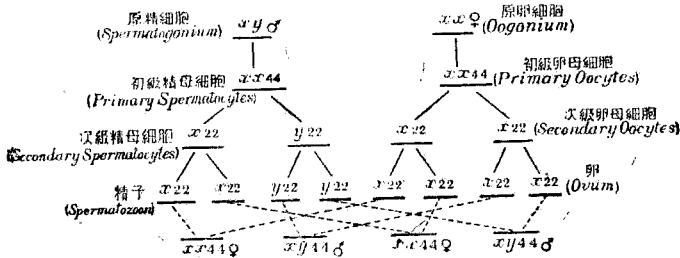 原精細胞
(Spermatogonium)
xy♂
xx♀
原卵細胞
(Oogonium)
初級精母細胞
(Primary Spermatocytes)
xx44
xx44
初級卵母細胞
(Primary Oocytes)
次級精母細胞
(Secondary Spermatocytes)
x22
y22
x22
x22
次級卵母細胞
(Secondary Oocytes)
精子
(Spermatozoon)
x22
x22
y22
y22
x22
x22
x22
x22
卵
(Ovum)
xx44♀
xy44♂
xx44♀
xy44♂